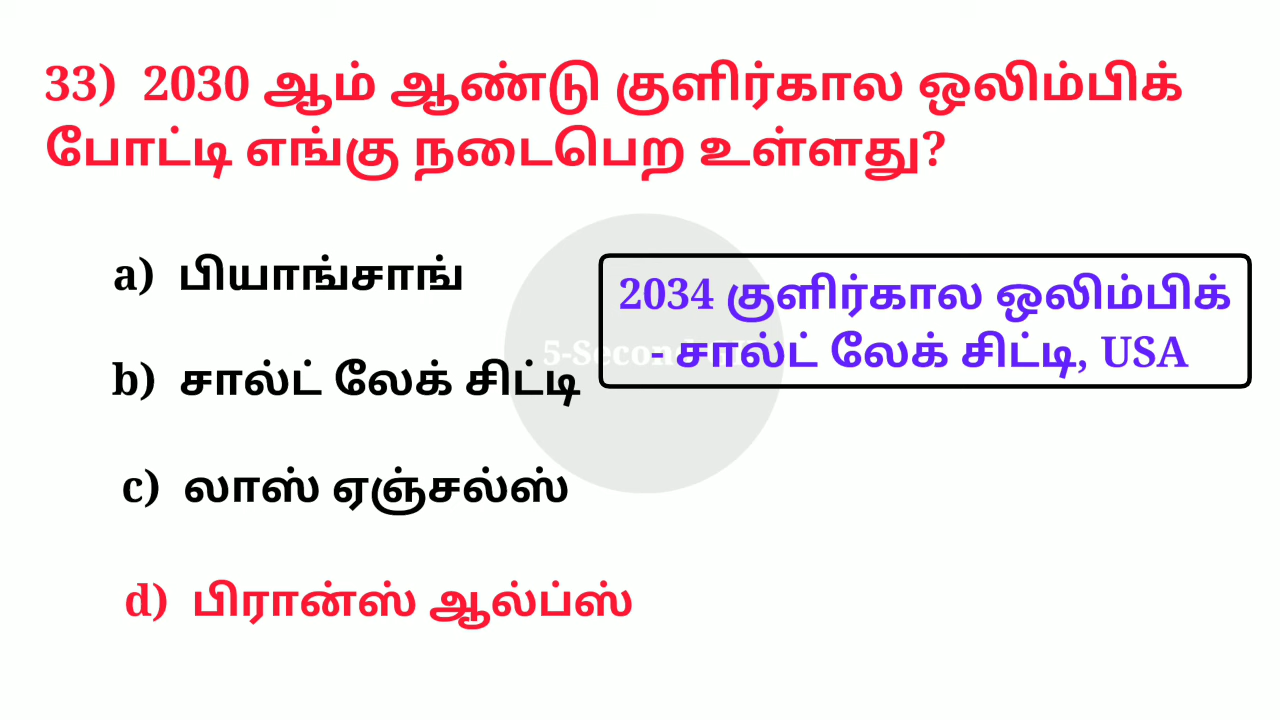 33) 2030 ஆம் ஆண்டு குளிர்கால ஒலிம்பிக்
போட்டி எங்கு நடைபெற உள்ளது?
a) பியாங்சாங்
2034 குளிர்கால ஒலிம்பிக்
- சால்ட் லேக் சிட்டி, USA
b) சால்ட் லேக் சிட்டி
c) லாஸ் ஏஞ்சல்ஸ்
d) பிரான்ஸ் ஆல்ப்ஸ்